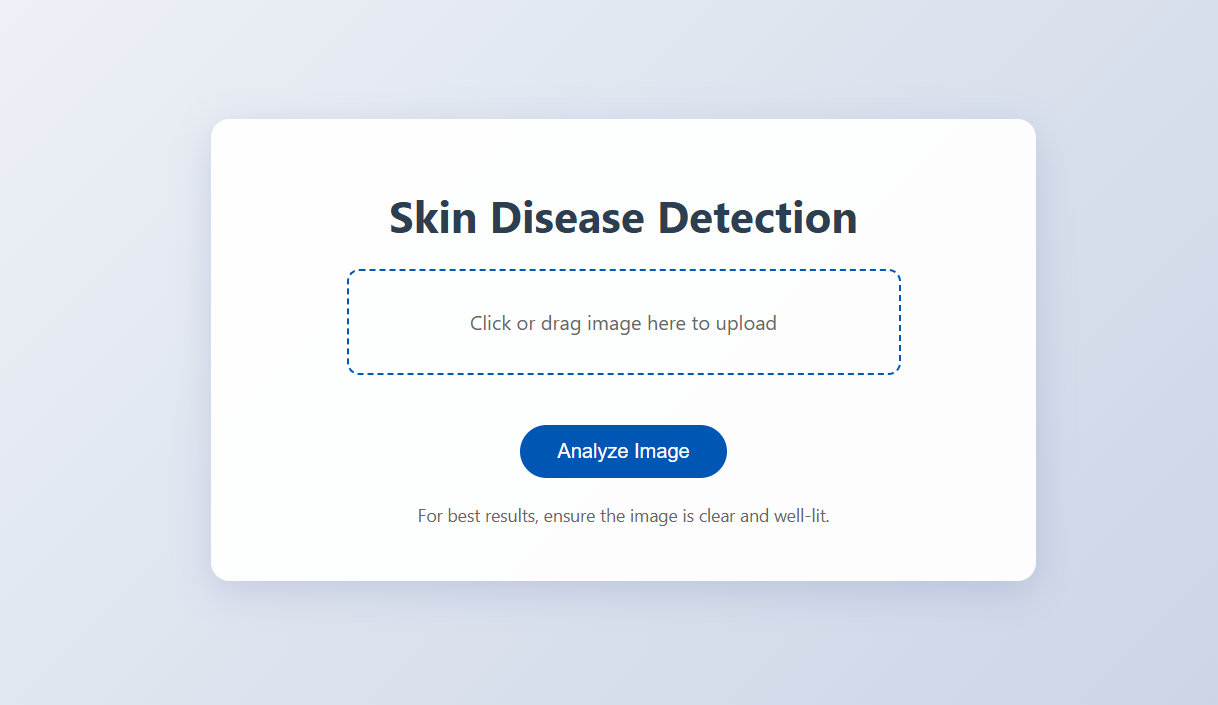 Skin Disease Detection
Click or drag image here to upload
Analyze Image
For best results, ensure the image is clear and well-lit.